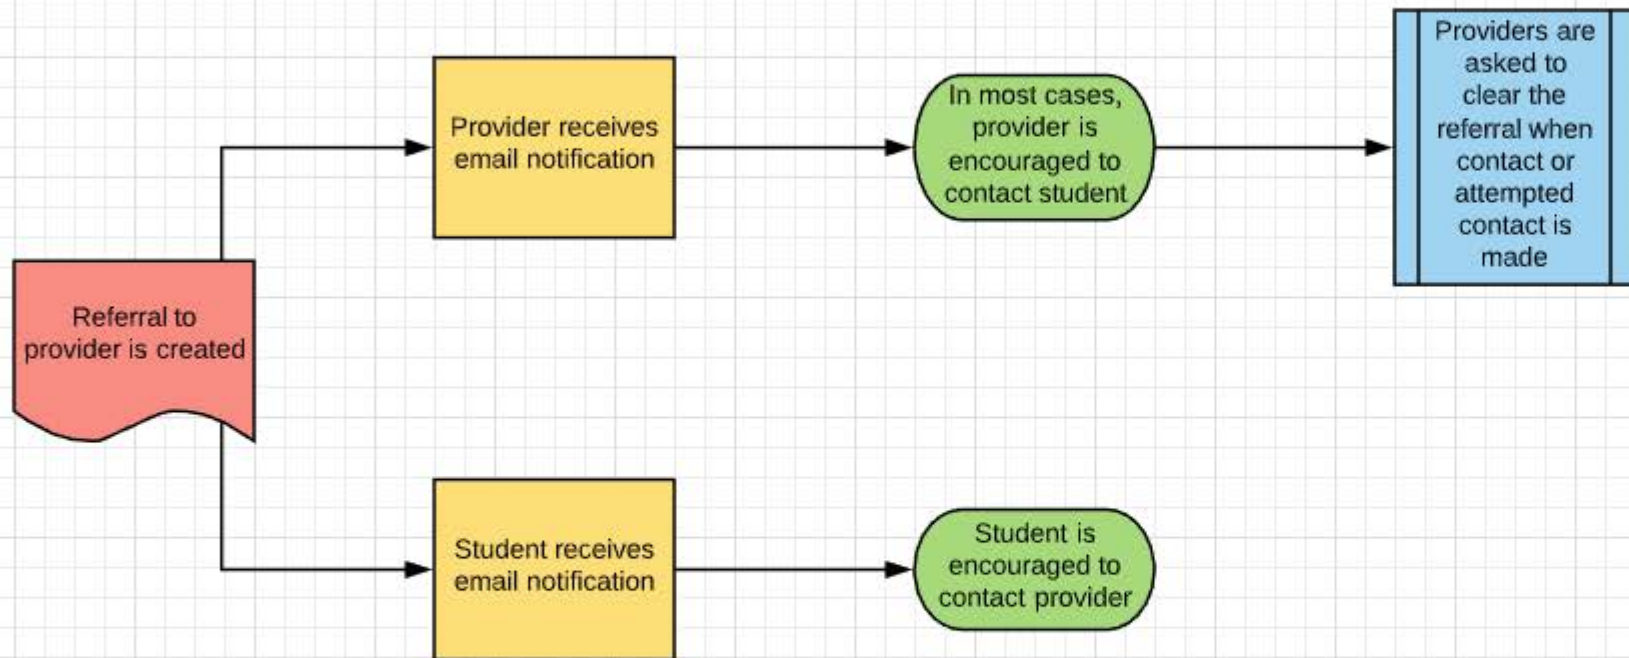 Provider receives
email notification
In most cases,
provider is
encouraged to
contact student
Providers are
asked to
clear the
referral when
contact or
attempted
contact is
made
Referral to
provider is created
Student receives
email notification
Student is
encouraged to
contact provider